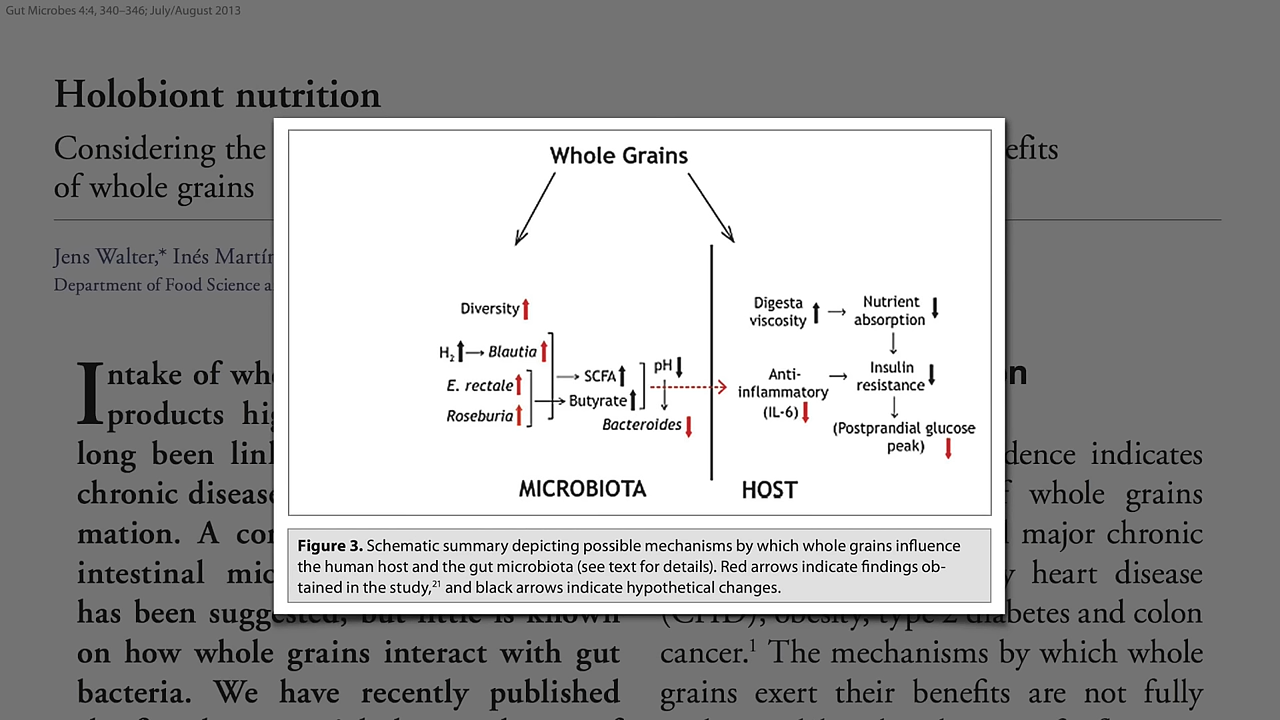 Gut Microbes 4:4, 340–346; July/August 2013
Holobiont nutrition
Considering the
efits
of whole grains
Jens Walter,* Inés Martí
Department of Food Science a
Intake of wh
products hi
long been lin
chronic disease
mation. A co
intestinal mic
has been suggested, but little is known
on how whole grains interact with gut
bacteria. We have recently published
Whole Grains
Diversity
H2 → Blautia
E. rectale
Roseburia
→ SCFA
Butyrate
pH
Bacteroides
MICROBIOTA
Digesta
viscosity
→
Nutrient
absorption
Anti-
inflammatory
(IL-6)
→
Insulin
resistance
(Postprandial glucose
peak)
HOST
Figure 3. Schematic summary depicting possible mechanisms by which whole grains influence
the human host and the gut microbiota (see text for details). Red arrows indicate findings ob-
tained in the study,21 and black arrows indicate hypothetical changes.
on
dence indicates
whole grains
major chronic
heart disease
(CHD), obesity, type 2 diabetes and colon
cancer.1 The mechanisms by which whole
grains exert their benefits are not fully